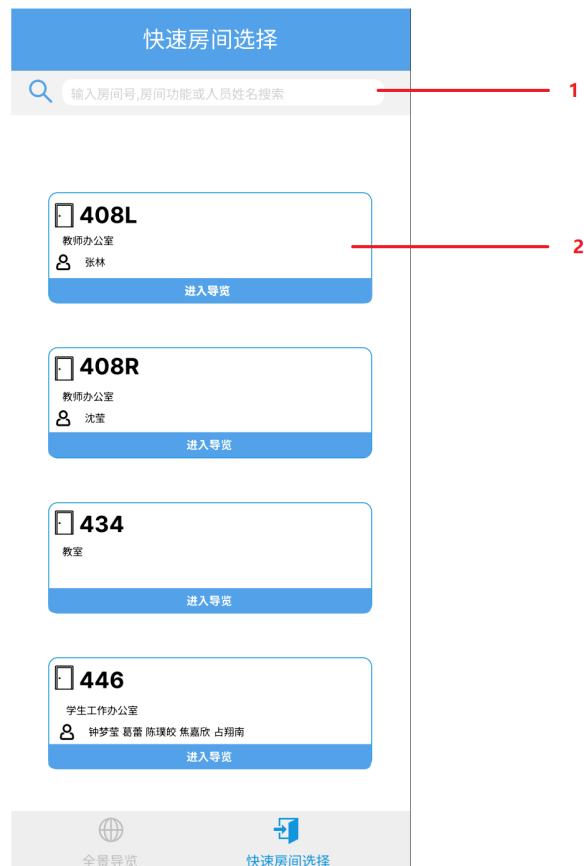 快速房间选择
输入房间号,房间功能或人员姓名搜索
1
408L
教师办公室
张林
2
进入导览
408R
教师办公室
沈莹
进入导览
434
教室
进入导览
446
学生工作办公室
钟梦莹 葛蕾 陈璞皎 焦嘉欣 占翔南
进入导览
全景导览
快速房间选择